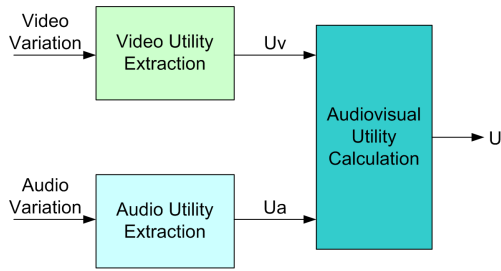 Video
Variation
Video Utility
Extraction
Uv
Audio
Variation
Audio Utility
Extraction
Ua
Audiovisual
Utility
Calculation
U